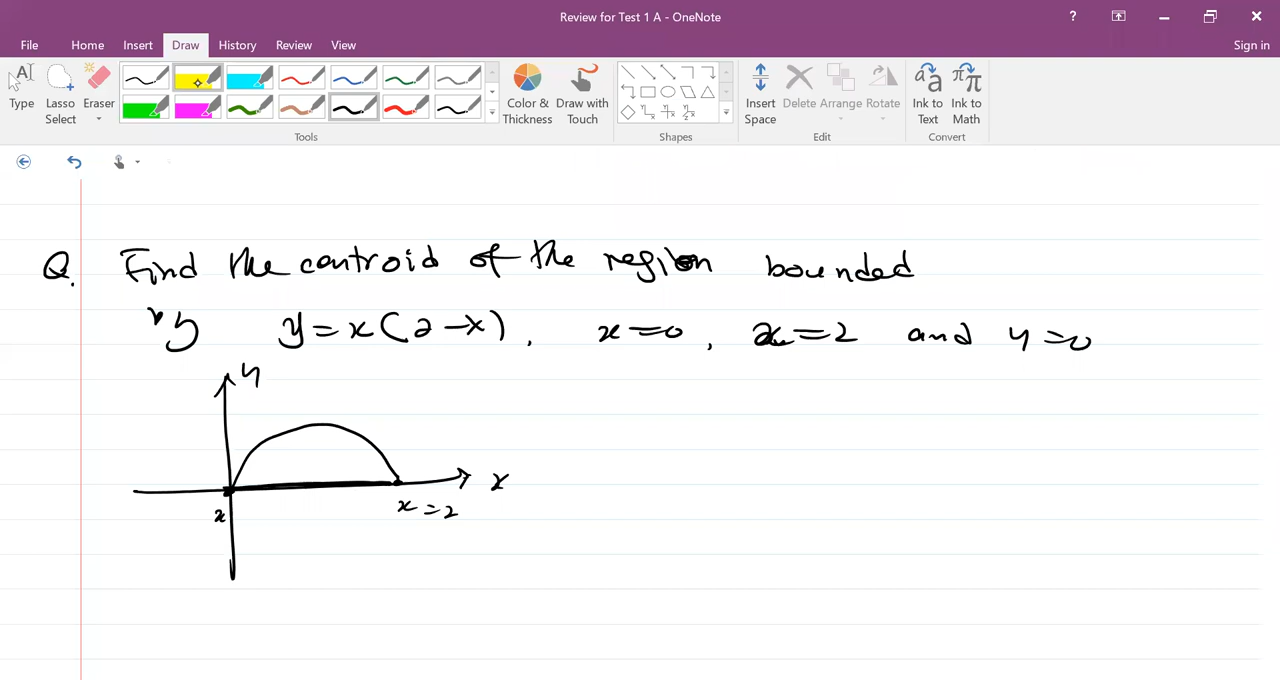 Review for Test 1 A - OneNote
?
File Home Insert Draw History Review View
Sign in
Type Lasso Select Eraser Color & Thickness Draw with Touch Insert Space Delete Arrange Rotate Ink to Text Ink to Math
Tools Shapes Edit Convert
Q. Find the centroid of the region bounded
by y = x(2-x), x=0, x=2 and y=0
y
x
x x=2